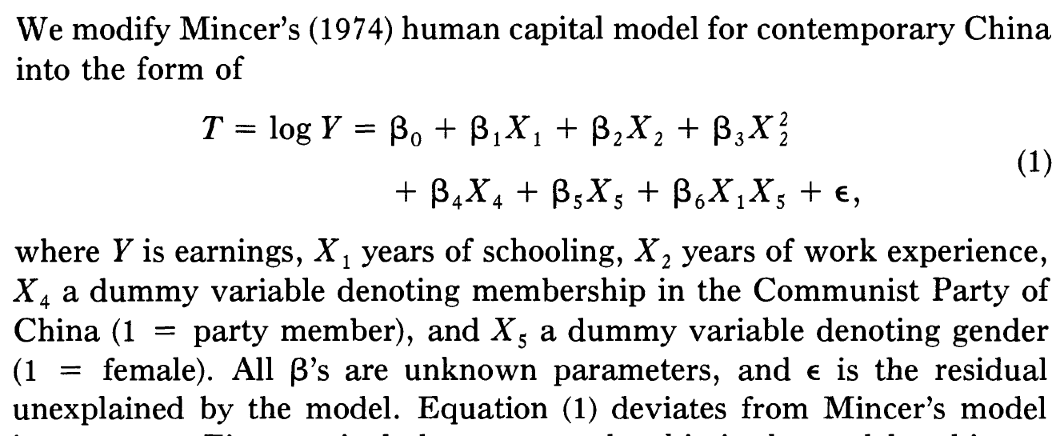 We modify Mincer's (1974) human capital model for contemporary China
into the form of
T = log Y = β₀ + β₁X₁ + β₂X₂ + β₃X₂²
(1)
+ β₄X₄ + β₅X₅ + β₆X₁X₅ + ϵ,
where Y is earnings, X₁ years of schooling, X₂ years of work experience,
X₄ a dummy variable denoting membership in the Communist Party of
China (1 = party member), and X₅ a dummy variable denoting gender
(1 = female). All β's are unknown parameters, and ϵ is the residual
unexplained by the model. Equation (1) deviates from Mincer's model